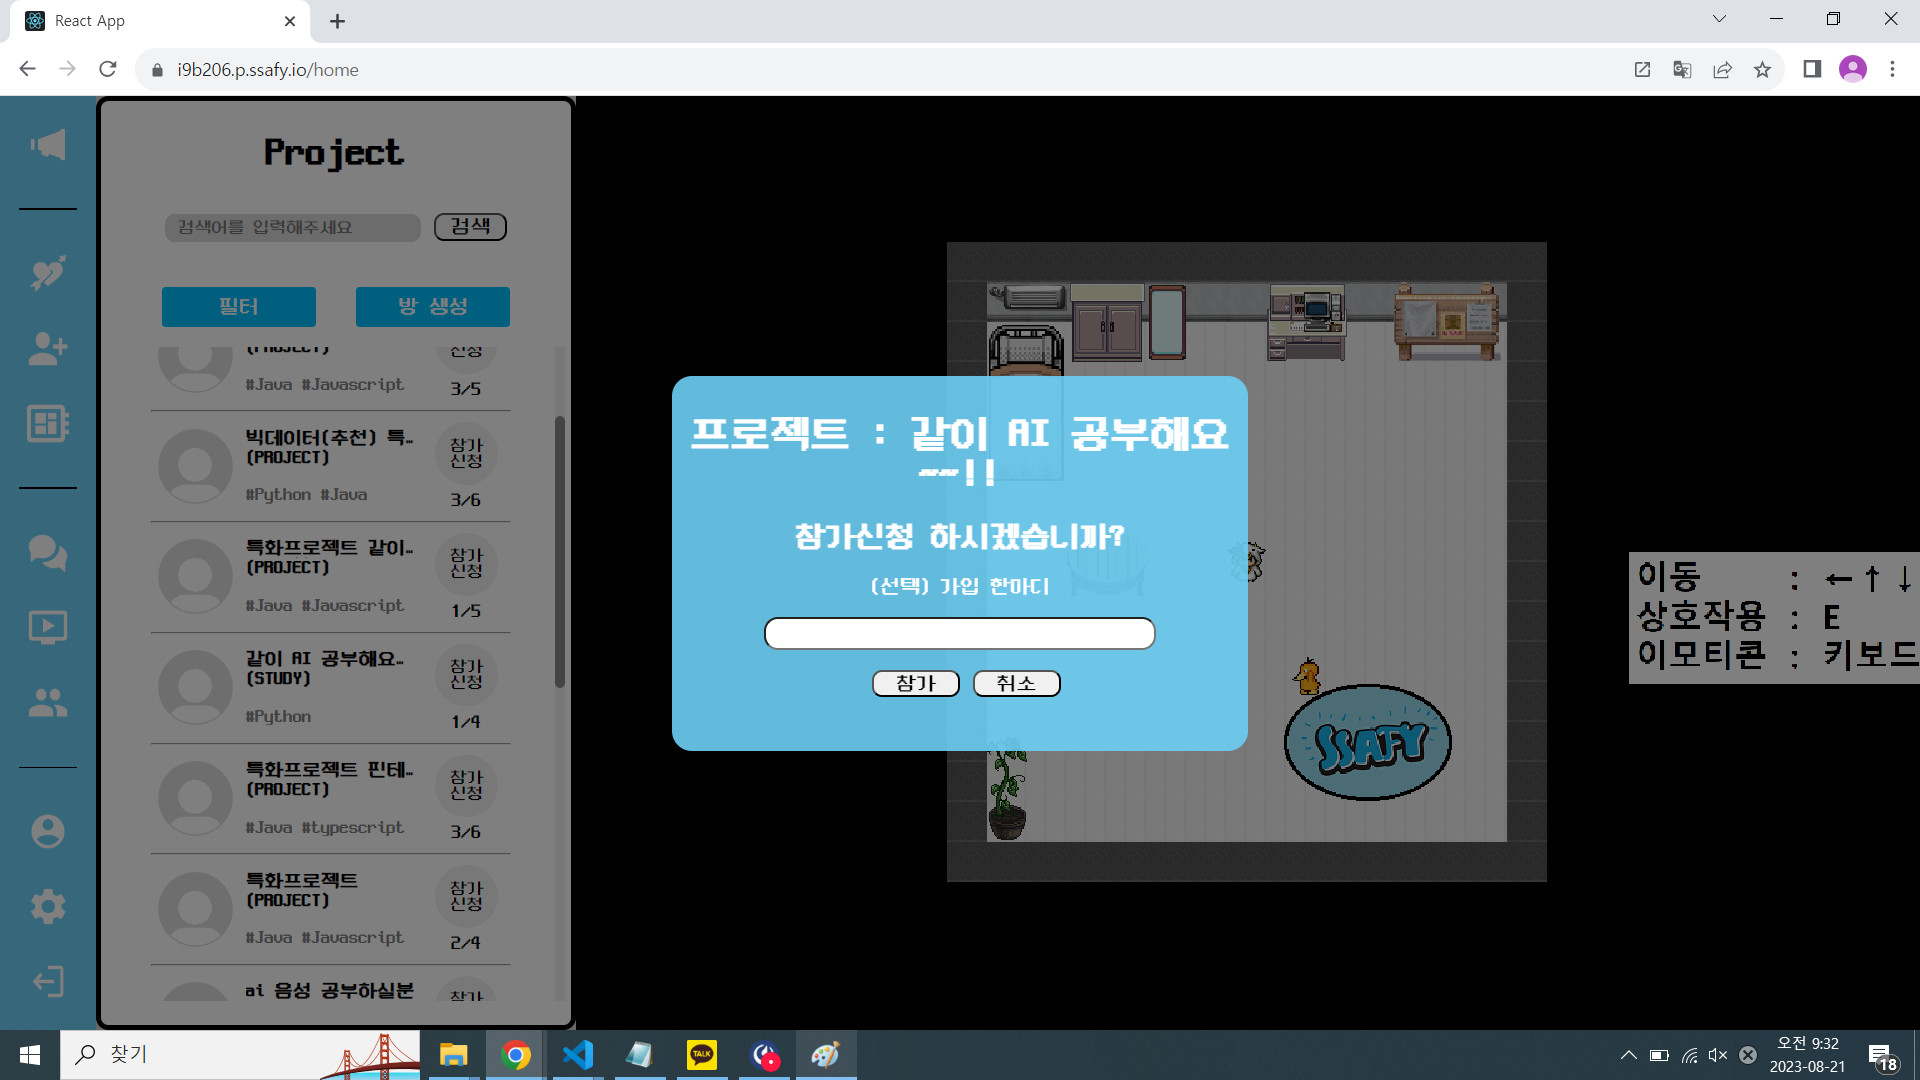 React App
i9b206.p.ssafy.io/home
Project
검색어를 입력해주세요
검색
필터
방 생성
(PROJECT)
신청
#Java #Javascript
3/5
빅데이터(추천) 특…
(PROJECT)
참가
신청
#Python #Java
3/6
특화프로젝트 같이…
(PROJECT)
참가
신청
#Java #Javascript
1/5
같이 AI 공부해요…
(STUDY)
참가
신청
#Python
1/4
특화프로젝트 핀테…
(PROJECT)
참가
신청
#Java #typescript
3/6
특화프로젝트
(PROJECT)
참가
신청
#Java #Javascript
2/4
ai 음성 공부하실분
참가
프로젝트 : 같이 AI 공부해요
~~!!
참가신청 하시겠습니까?
(선택) 가입 한마디
참가
취소
SSAFY
이동 : ← ↑ ↓
상호작용 : E
이모티콘 : 키보드
찾기
TALK
오전 9:32
2023-08-21
18